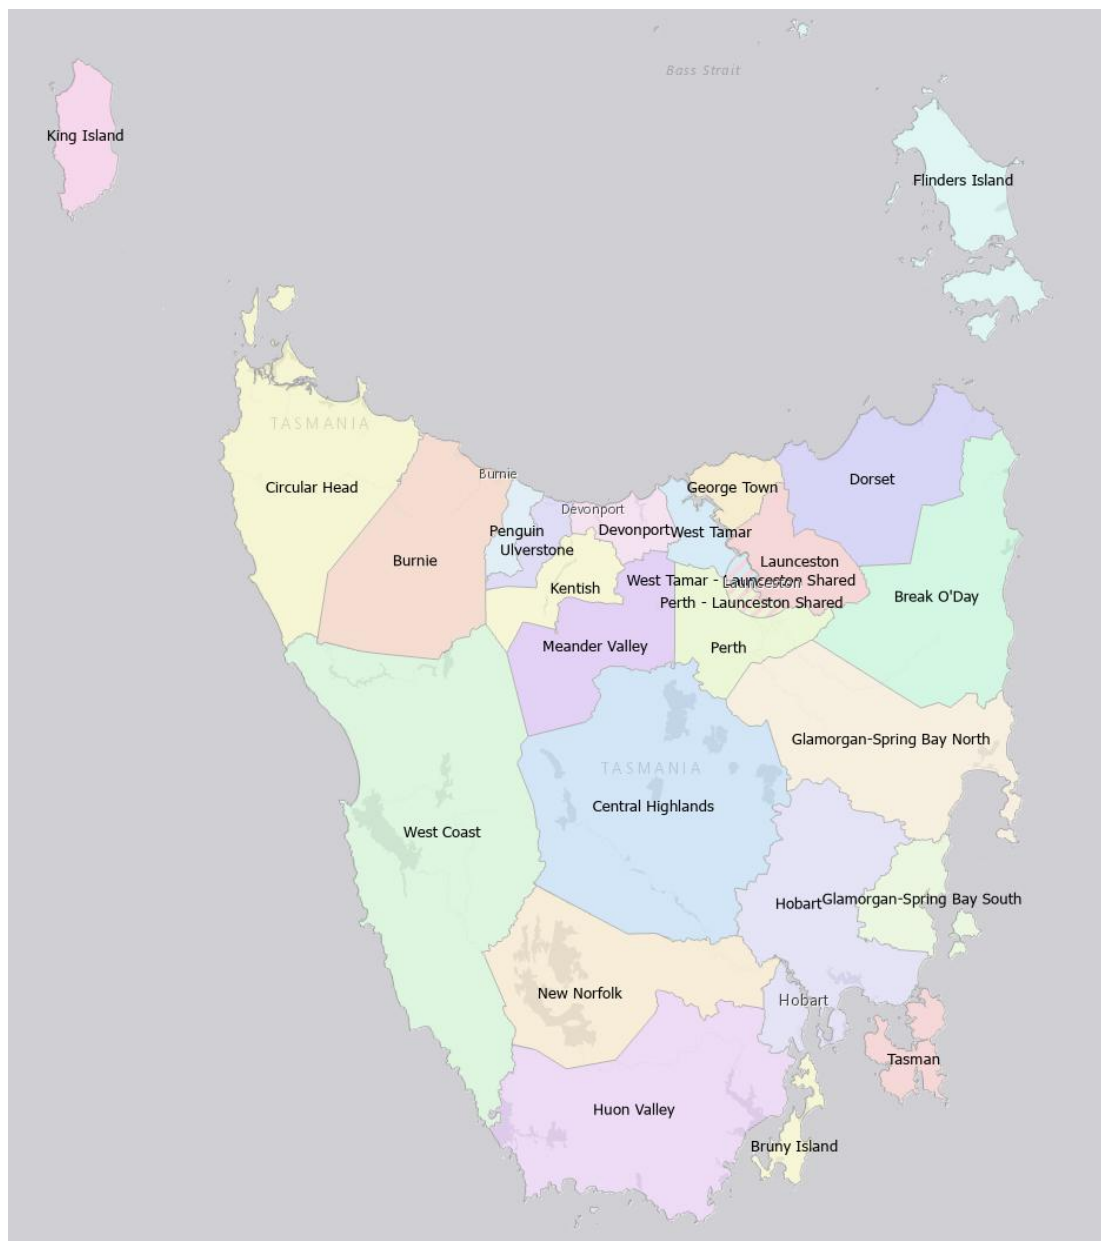 Bass Strait
King Island
Flinders Island
TASMANIA
Burnie
Circular Head
Dorset
George Town
Devonport
Penguin
Devonport
West Tamar
Ulverstone
Burnie
Launceston
Kentish
West Tamar - Launceston Shared
Launceston
Break O'Day
Perth - Launceston Shared
Meander Valley
Perth
Glamorgan-Spring Bay North
TASMANIA
Central Highlands
West Coast
Hobart
Glamorgan-Spring Bay South
New Norfolk
Hobart
Tasman
Huon Valley
Bruny Island